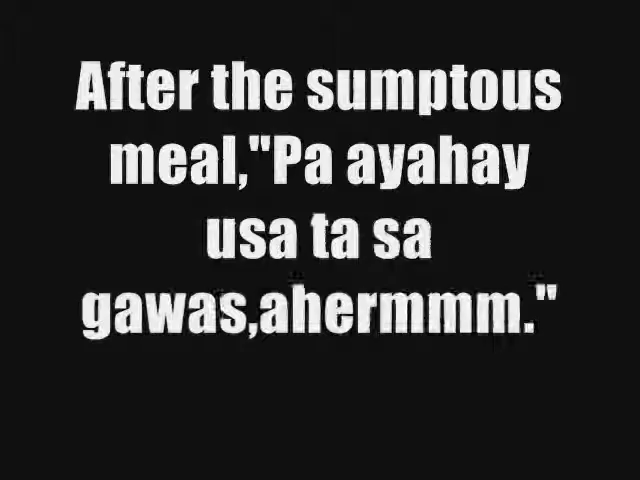 After the sumptous
meal,"Pa ayahay
usa ta sa
gawas,ahermmm."